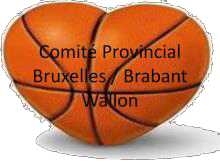 Comité Provincial
Bruxelles / Brabant
Wallon